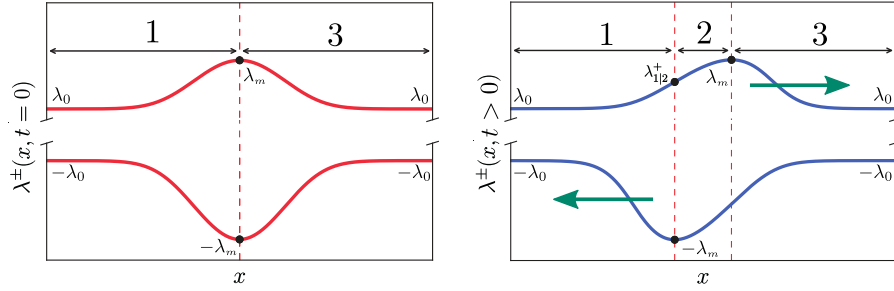 1
3
λ₀
λₘ
λ₀
λ^±(x, t = 0)
−λ₀
−λₘ
−λ₀
x
1
2
3
λ₀
λ⁺_{1|2}
λₘ
λ₀
λ^±(x, t > 0)
−λ₀
−λₘ
−λ₀
x